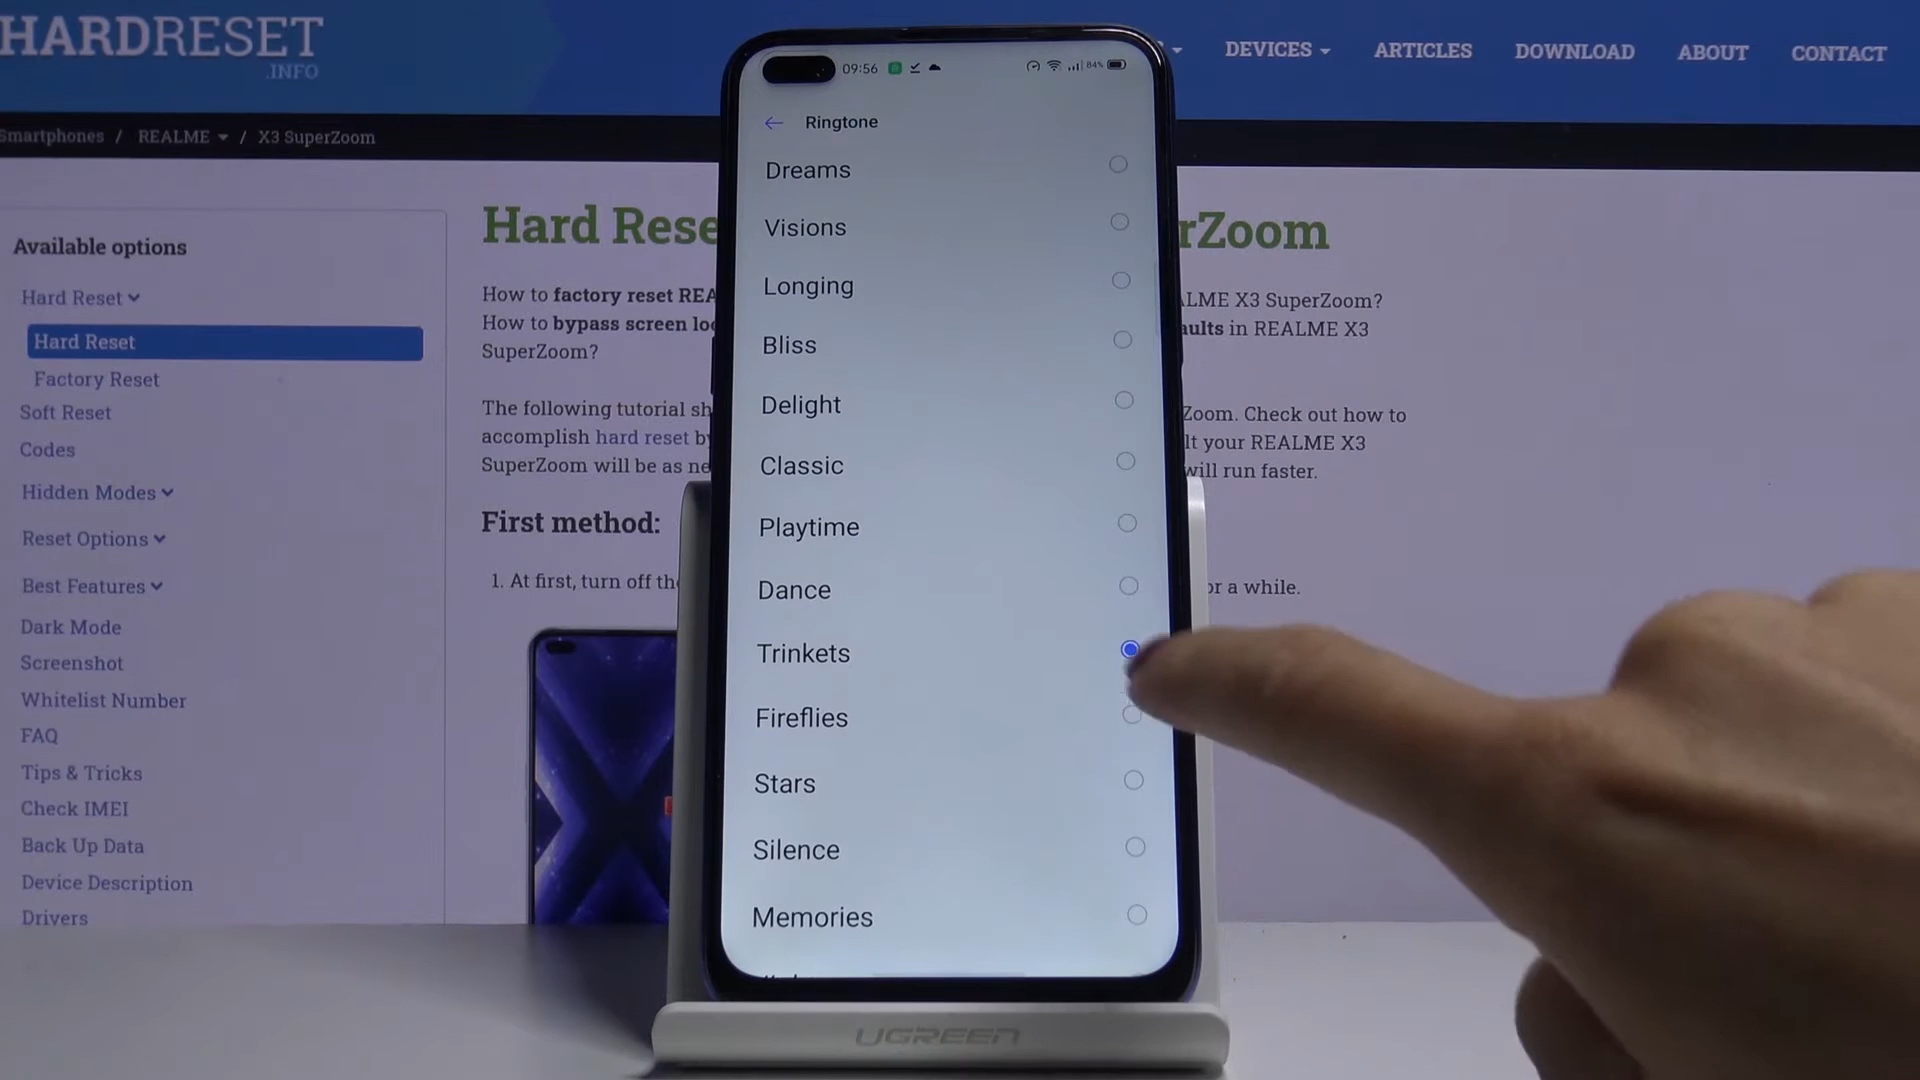 HARDRESET
.INFO
DEVICES
ARTICLES
DOWNLOAD
ABOUT
CONTACT
Smartphones / REALME / X3 SuperZoom
Available options
Hard Reset
Hard Reset
Factory Reset
Soft Reset
Codes
Hidden Modes
Reset Options
Best Features
Dark Mode
Screenshot
Whitelist Number
FAQ
Tips & Tricks
Check IMEI
Back Up Data
Device Description
Drivers
Hard Rese
rZoom
How to factory reset REA
LME X3 SuperZoom?
How to bypass screen loc
aults in REALME X3
SuperZoom?
The following tutorial sh
Zoom. Check out how to
accomplish hard reset by
lt your REALME X3
SuperZoom will be as ne
will run faster.
First method:
1. At first, turn off the
or a while.
09:56
84%
Ringtone
Dreams
Visions
Longing
Bliss
Delight
Classic
Playtime
Dance
Trinkets
Fireflies
Stars
Silence
Memories
UGREEN